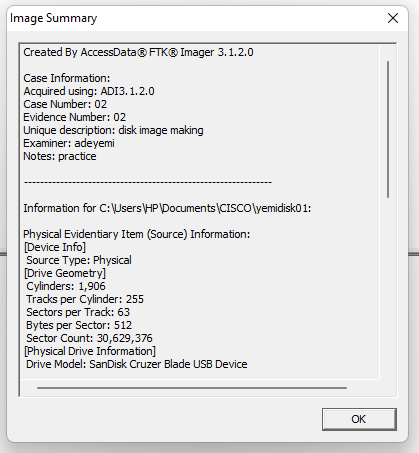 Image Summary
Created By AccessData® FTK® Imager 3.1.2.0
Case Information:
Acquired using: ADI3.1.2.0
Case Number: 02
Evidence Number: 02
Unique description: disk image making
Examiner: adeyemi
Notes: practice
--------------------------------------------------------------
Information for C:\Users\HP\Documents\CISCO\yemidisk01:
Physical Evidentiary Item (Source) Information:
[Device Info]
Source Type: Physical
[Drive Geometry]
Cylinders: 1,906
Tracks per Cylinder: 255
Sectors per Track: 63
Bytes per Sector: 512
Sector Count: 30,629,376
[Physical Drive Information]
Drive Model: SanDisk Cruzer Blade USB Device
OK